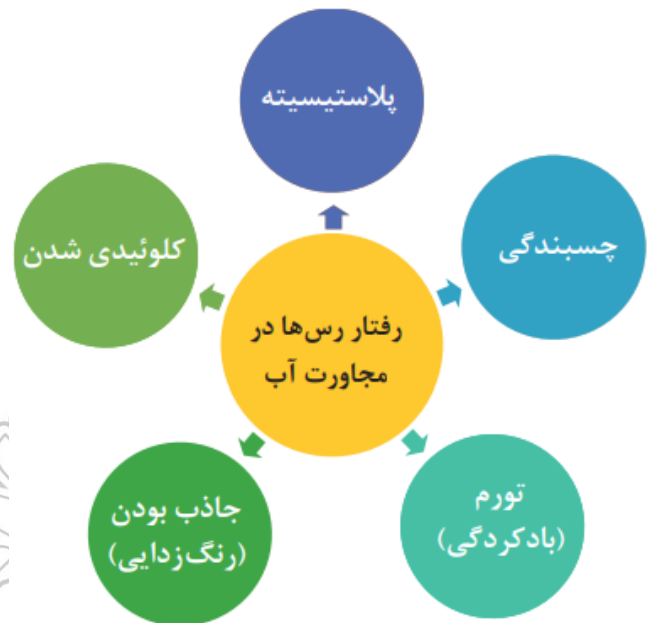 پلاستیسیته
چسبندگی
کلوئیدی شدن
رفتار رس‌ها در
مجاورت آب
تورم
(بادکردگی)
جاذب بودن
(رنگ‌زدایی)